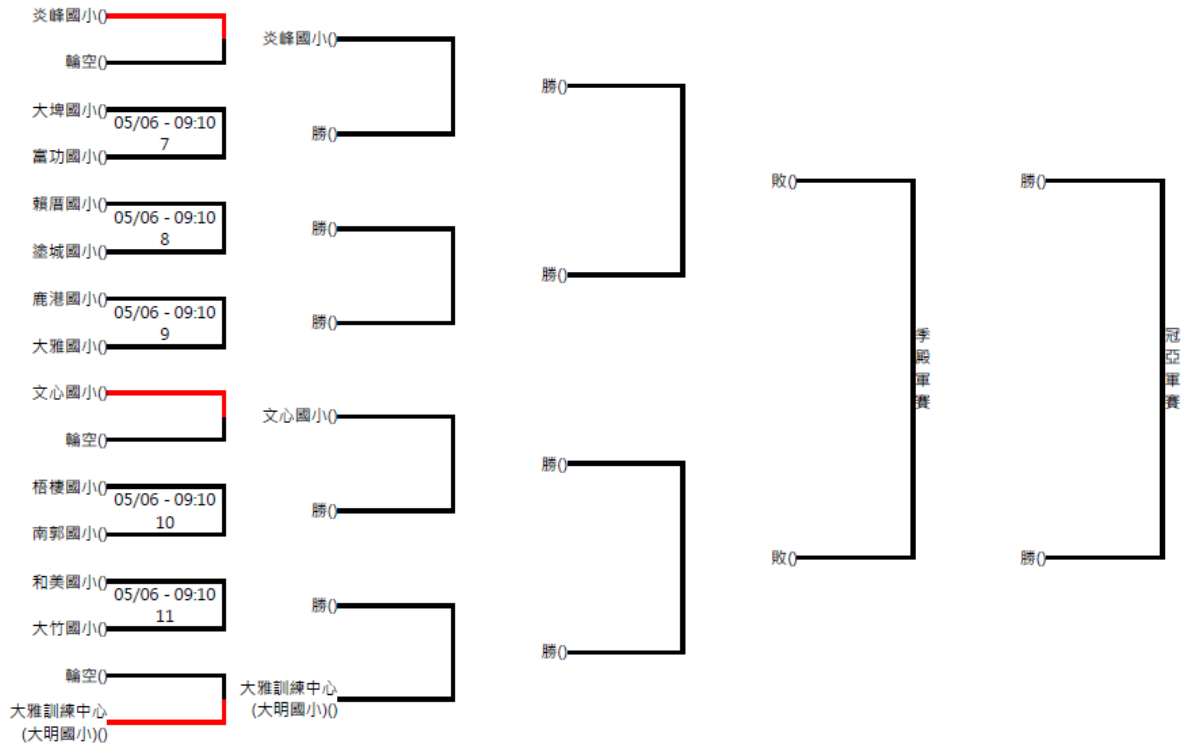 炎峰國小()
輪空()
大埤國小()
05/06 - 09:10
7
富功國小()
賴厝國小()
05/06 - 09:10
8
塗城國小()
鹿港國小()
05/06 - 09:10
9
大雅國小()
文心國小()
輪空()
梧棲國小()
05/06 - 09:10
10
南郭國小()
和美國小()
05/06 - 09:10
11
大竹國小()
輪空()
大雅訓練中心
(大明國小)()
炎峰國小()
勝()
勝()
勝()
文心國小()
勝()
勝()
大雅訓練中心
(大明國小)()
勝()
勝()
勝()
勝()
敗()
敗()
季殿軍賽
勝()
勝()
冠亞軍賽